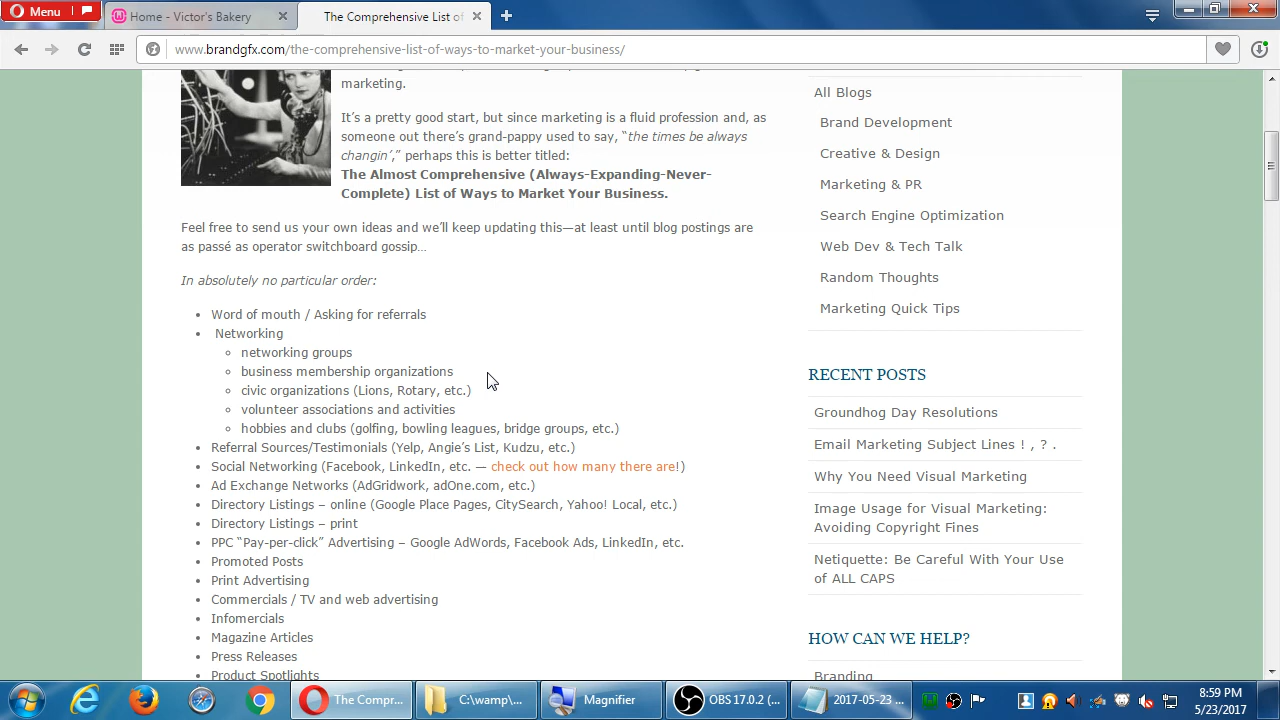 Menu
Home - Victor's Bakery
The Comprehensive List of
www.brandgfx.com/the-comprehensive-list-of-ways-to-market-your-business/
marketing.
It's a pretty good start, but since marketing is a fluid profession and, as
someone out there's grand-pappy used to say, "the times be always
changin'," perhaps this is better titled:
The Almost Comprehensive (Always-Expanding-Never-
Complete) List of Ways to Market Your Business.
Feel free to send us your own ideas and we'll keep updating this—at least until blog postings are
as passé as operator switchboard gossip…
In absolutely no particular order:
• Word of mouth / Asking for referrals
• Networking
◦ networking groups
◦ business membership organizations
◦ civic organizations (Lions, Rotary, etc.)
◦ volunteer associations and activities
◦ hobbies and clubs (golfing, bowling leagues, bridge groups, etc.)
• Referral Sources/Testimonials (Yelp, Angie's List, Kudzu, etc.)
• Social Networking (Facebook, LinkedIn, etc. — check out how many there are!)
• Ad Exchange Networks (AdGridwork, adOne.com, etc.)
• Directory Listings – online (Google Place Pages, CitySearch, Yahoo! Local, etc.)
• Directory Listings – print
• PPC "Pay-per-click" Advertising – Google AdWords, Facebook Ads, LinkedIn, etc.
• Promoted Posts
• Print Advertising
• Commercials / TV and web advertising
• Infomercials
• Magazine Articles
• Press Releases
• Product Spotlights
All Blogs
Brand Development
Creative & Design
Marketing & PR
Search Engine Optimization
Web Dev & Tech Talk
Random Thoughts
Marketing Quick Tips
RECENT POSTS
Groundhog Day Resolutions
Email Marketing Subject Lines ! , ? .
Why You Need Visual Marketing
Image Usage for Visual Marketing:
Avoiding Copyright Fines
Netiquette: Be Careful With Your Use
of ALL CAPS
HOW CAN WE HELP?
Branding
The Compr...
C:\wamp\...
Magnifier
OBS 17.0.2 (...
2017-05-23 ...
8:59 PM
5/23/2017